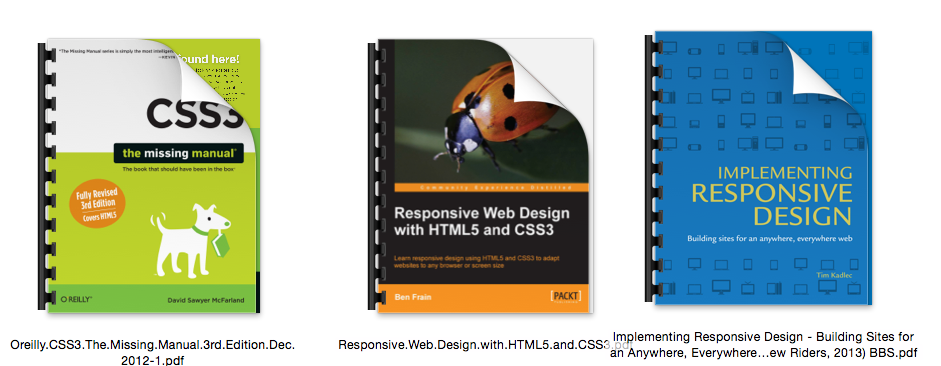 "The Missing Manual series is simply the most intelligent
—KEVIN
found here!
CSS3
the missing manual®
The book that should have been in the box®
Fully Revised
3rd Edition
Covers HTML5
O'REILLY®
David Sawyer McFarland
Oreilly.CSS3.The.Missing.Manual.3rd.Edition.Dec.
2012-1.pdf
Community Experience Distilled
Responsive Web Design
with HTML5 and CSS3
Learn responsive design using HTML5 and CSS3 to adapt
websites to any browser or screen size
Ben Frain
PACKT
PUBLISHING
Responsive.Web.Design.with.HTML5.and.CSS3.pdf
IMPLEMENTING
RESPONSIVE
DESIGN
Building sites for an anywhere, everywhere web
Tim Kadlec
Implementing Responsive Design - Building Sites for
an Anywhere, Everywhere…ew Riders, 2013) BBS.pdf